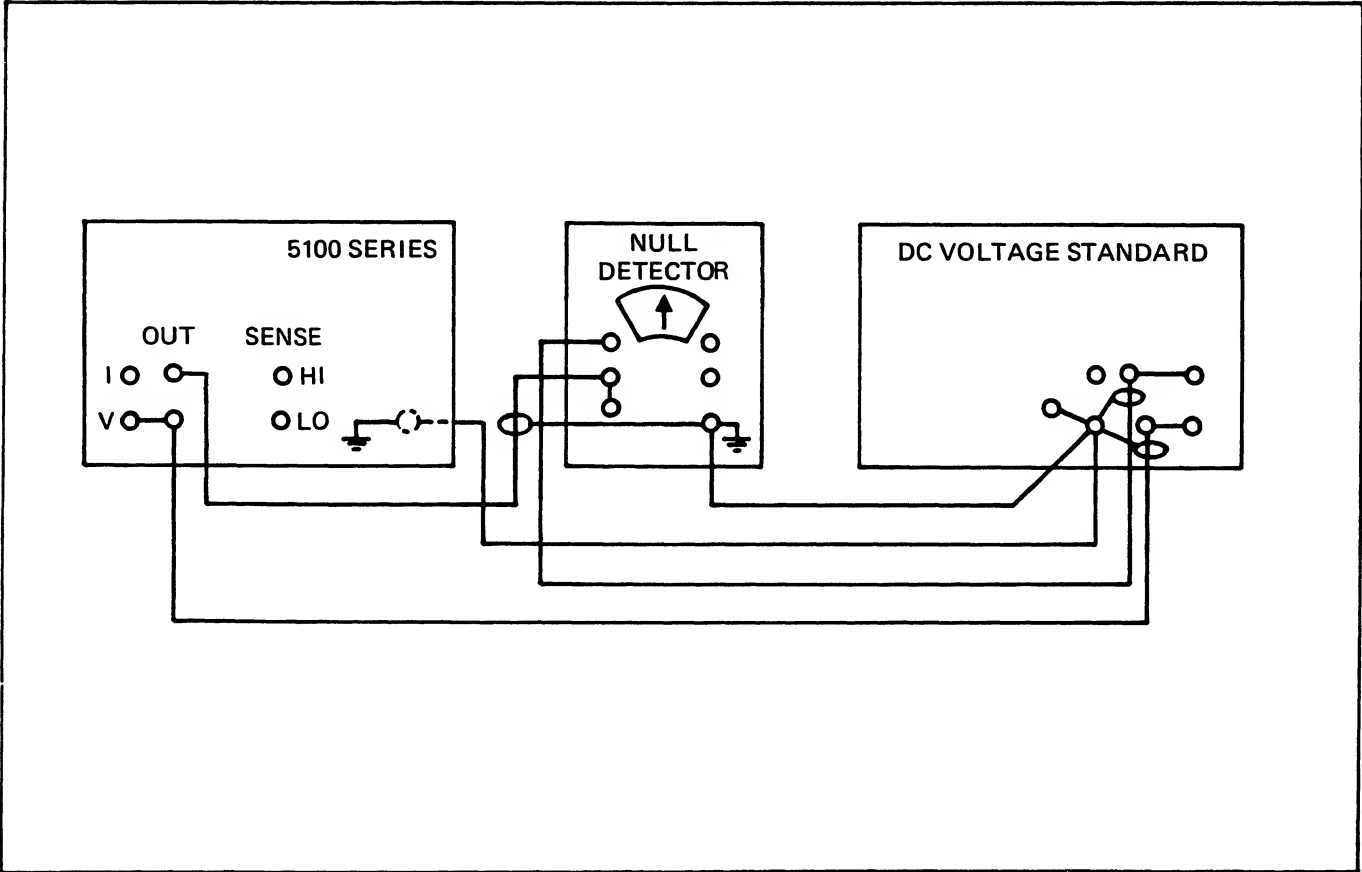 5100 SERIES
OUT SENSE
I HI
V LO
NULL
DETECTOR
DC VOLTAGE STANDARD